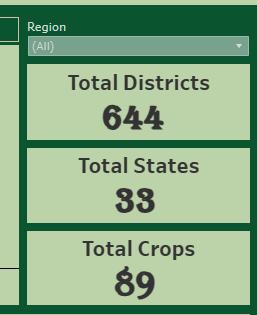 Region
(All)
Total Districts
644
Total States
33
Total Crops
89